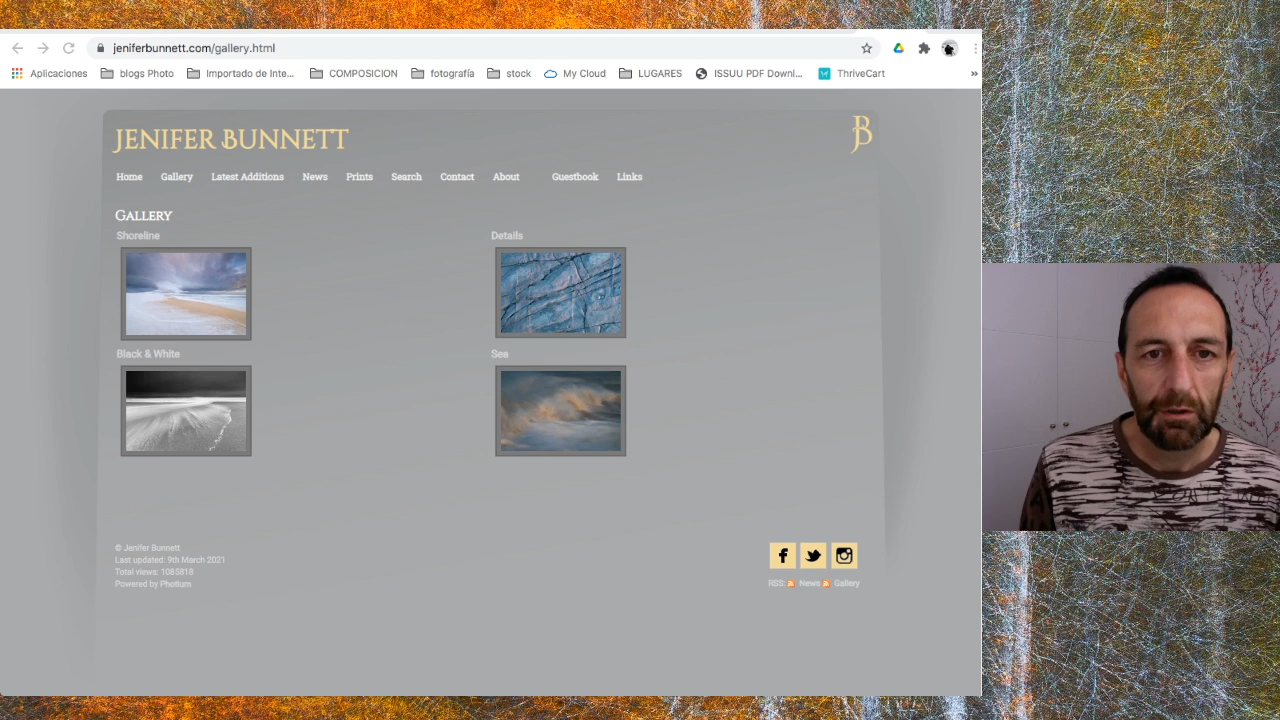 jeniferbunnett.com/gallery.html
Aplicaciones blogs Photo Importado de Inte... COMPOSICION fotografía stock My Cloud LUGARES ISSUU PDF Downl... ThriveCart »
JENIFER BUNNETT JB
Home Gallery Latest Additions News Prints Search Contact About Guestbook Links
GALLERY
Shoreline Details
Black & White Sea
© Jenifer Bunnett
Last updated: 9th March 2021
Total views: 1085818
Powered by Photium
RSS: News Gallery